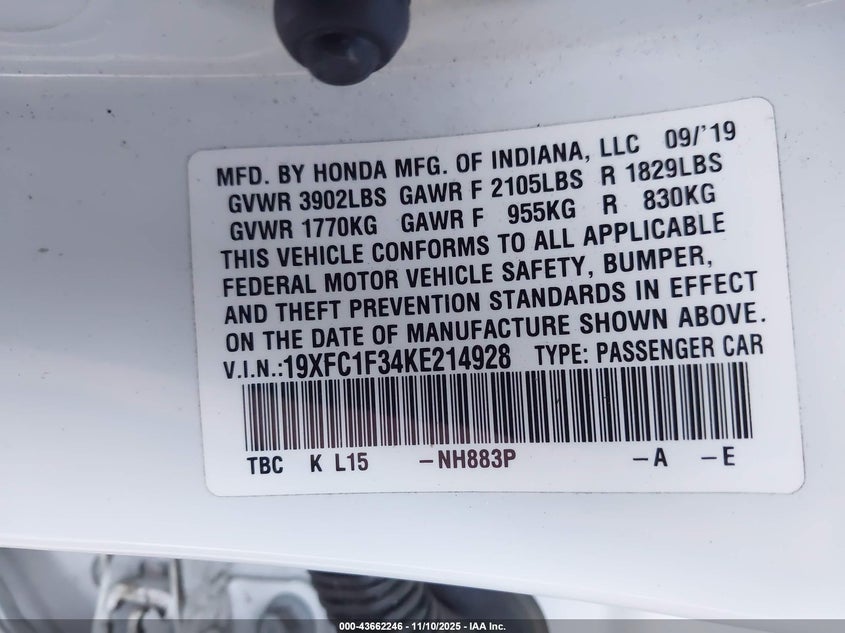 MFD. BY HONDA MFG. OF INDIANA, LLC 09/'19
GVWR 3902LBS GAWR F 2105LBS R 1829LBS
GVWR 1770KG GAWR F 955KG R 830KG
THIS VEHICLE CONFORMS TO ALL APPLICABLE
FEDERAL MOTOR VEHICLE SAFETY, BUMPER,
AND THEFT PREVENTION STANDARDS IN EFFECT
ON THE DATE OF MANUFACTURE SHOWN ABOVE.
V.I.N.:19XFC1F34KE214928 TYPE: PASSENGER CAR
TBC K L15 -NH883P -A -E
000-43662246 - 11/10/2025 - IAA Inc.